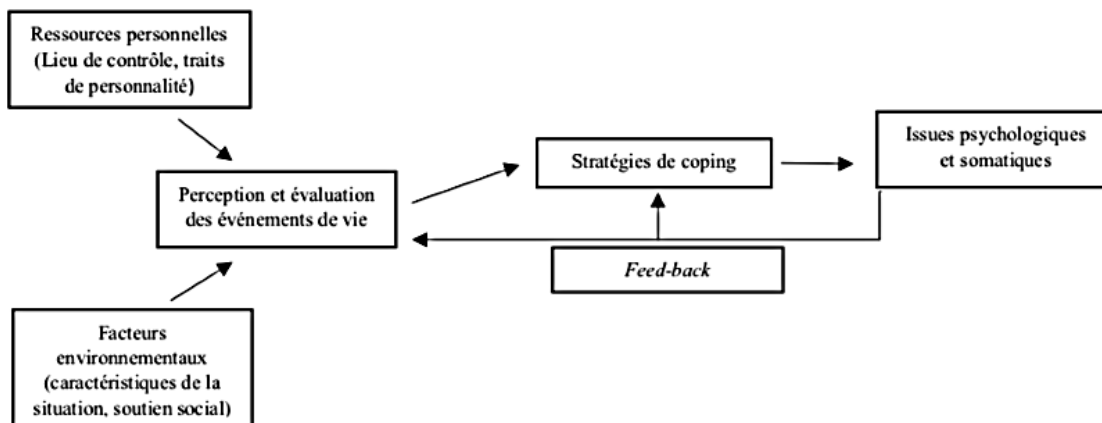 Ressources personnelles
(Lieu de contrôle, traits
de personnalité)
Perception et évaluation
des événements de vie
Facteurs
environnementaux
(caractéristiques de la
situation, soutien social)
Stratégies de coping
Feed-back
Issues psychologiques
et somatiques